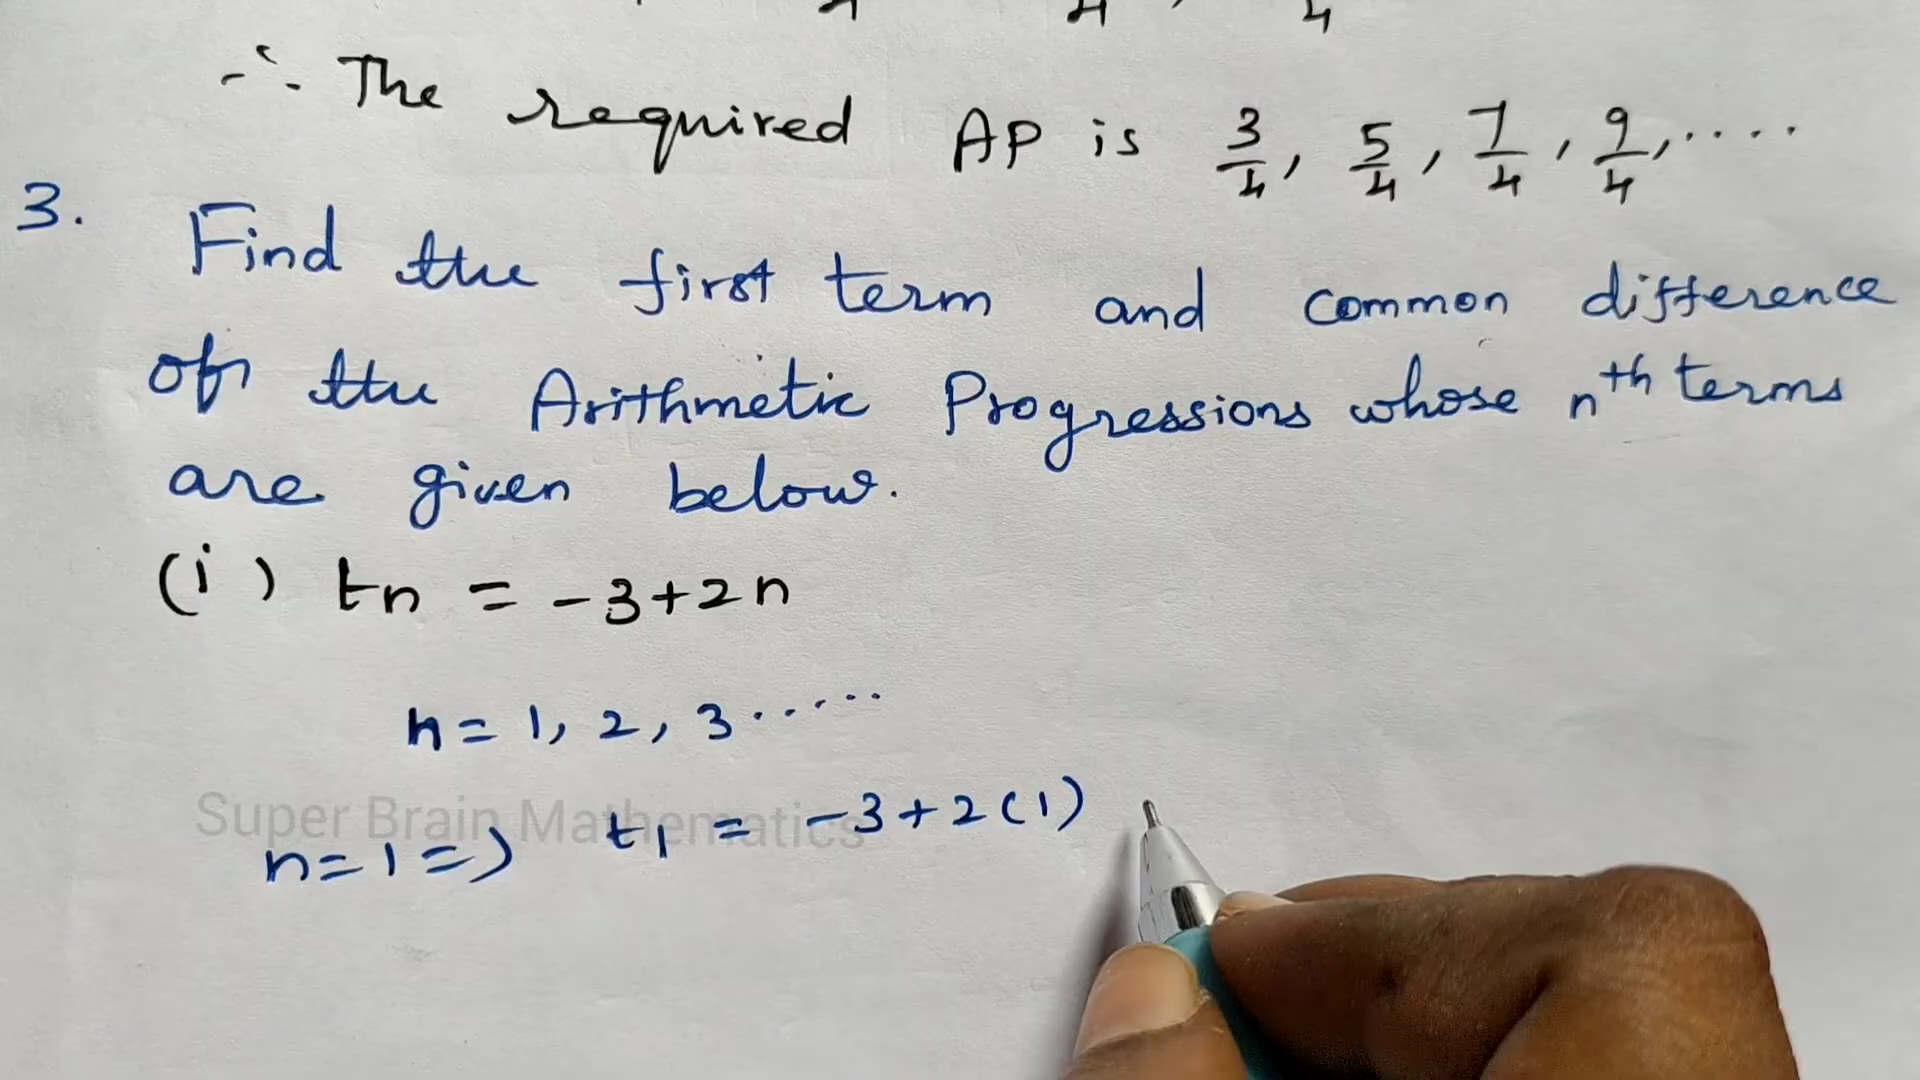 ∴ The required AP is 3/4, 5/4, 7/4, 9/4, ....
3. Find the first term and common difference
of the Arithmetic Progressions whose nth terms
are given below.
(i) tn = -3+2n
n = 1, 2, 3 ......
Super Brain Mathematics
n=1 => t1 = -3+2(1)